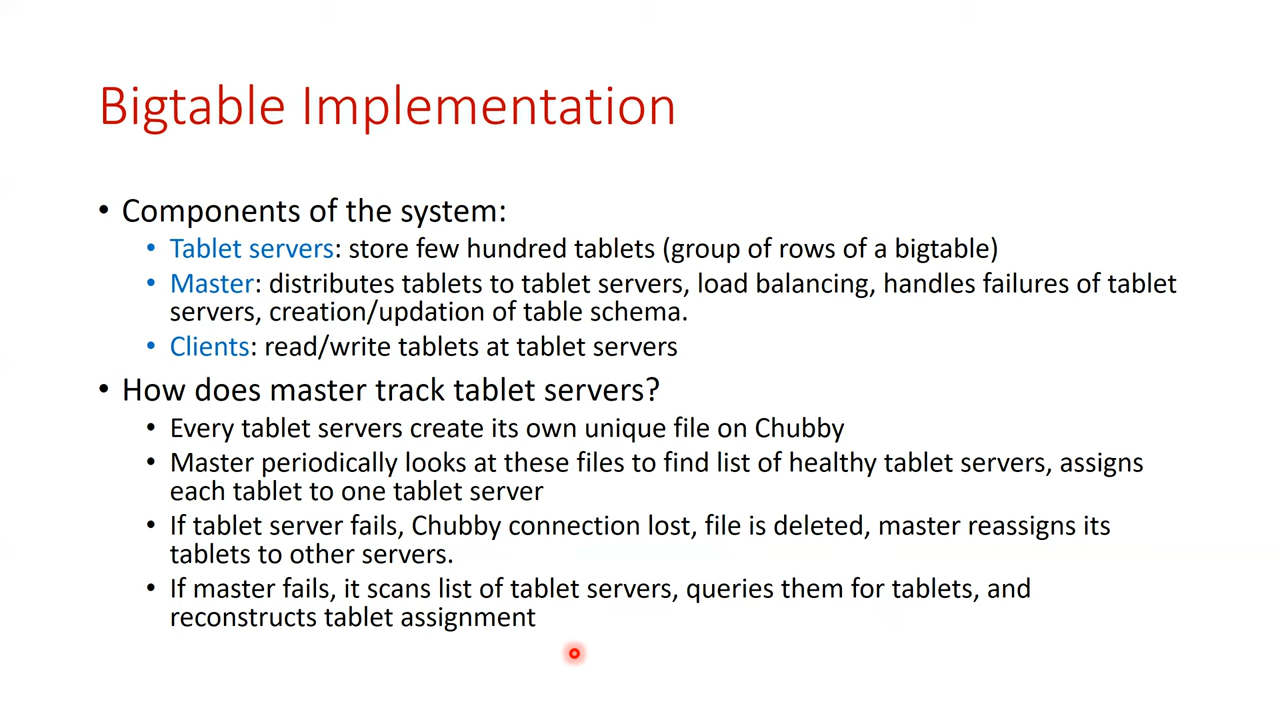 Bigtable Implementation
• Components of the system:
• Tablet servers: store few hundred tablets (group of rows of a bigtable)
• Master: distributes tablets to tablet servers, load balancing, handles failures of tablet
servers, creation/updation of table schema.
• Clients: read/write tablets at tablet servers
• How does master track tablet servers?
• Every tablet servers create its own unique file on Chubby
• Master periodically looks at these files to find list of healthy tablet servers, assigns
each tablet to one tablet server
• If tablet server fails, Chubby connection lost, file is deleted, master reassigns its
tablets to other servers.
• If master fails, it scans list of tablet servers, queries them for tablets, and
reconstructs tablet assignment